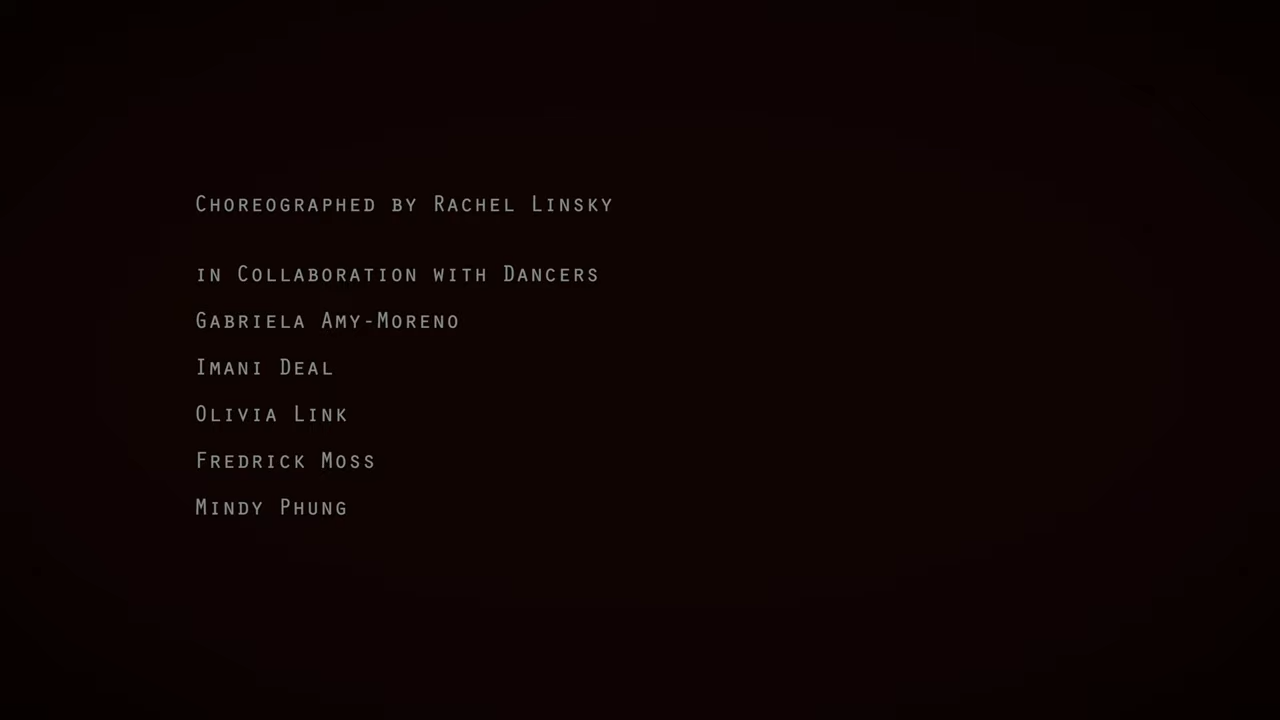 Choreographed by Rachel Linsky
in Collaboration with Dancers
Gabriela Amy-Moreno
Imani Deal
Olivia Link
Fredrick Moss
Mindy Phung